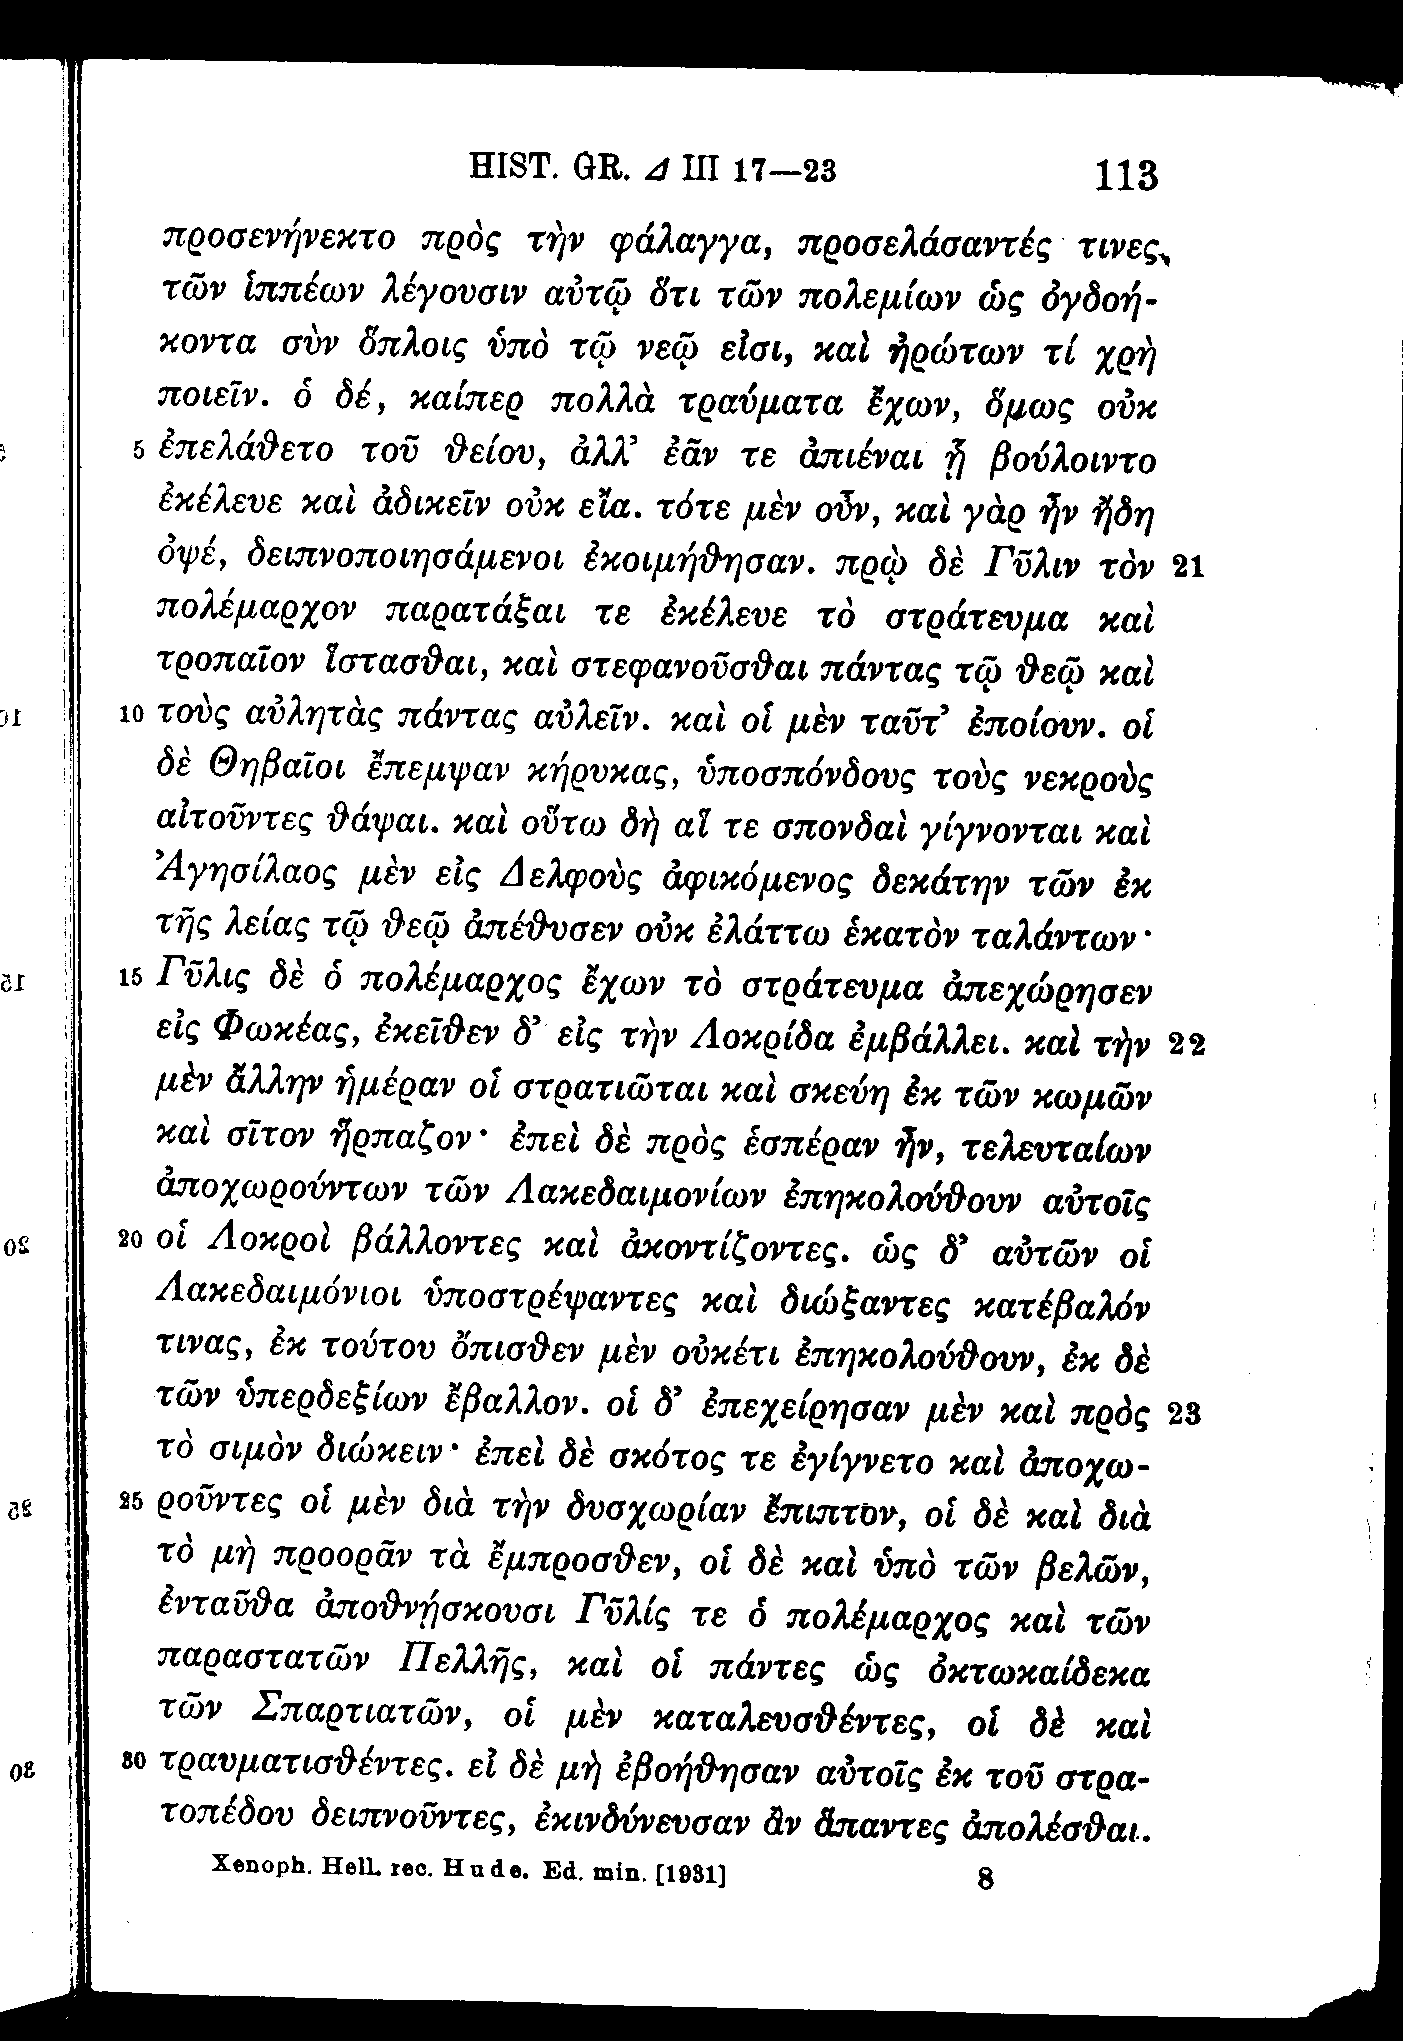 HIST. GR. Δ III 17—23 113
προσενήνεκτο πρὸς τὴν φάλαγγα, προσελάσαντές τινες
τῶν ἱππέων λέγουσιν αὐτῷ ὅτι τῶν πολεμίων ὡς ὀγδοή-
κοντα σὺν ὅπλοις ὑπὸ τῷ νεῴ εἰσι, καὶ ἠρώτων τί χρὴ
ποιεῖν. ὁ δέ, καίπερ πολλὰ τραύματα ἔχων, ὅμως οὐκ
5 ἐπελάθετο τοῦ θείου, ἀλλ’ ἐᾶν τε ἀπιέναι ᾗ βούλοιντο
ἐκέλευε καὶ ἀδικεῖν οὐκ εἴα. τότε μὲν οὖν, καὶ γὰρ ἦν ἤδη
ὀψέ, δειπνοποιησάμενοι ἐκοιμήθησαν. πρῲ δὲ Γῦλιν τὸν 21
πολέμαρχον παρατάξαι τε ἐκέλευε τὸ στράτευμα καὶ
τροπαῖον ἵστασθαι, καὶ στεφανοῦσθαι πάντας τῷ θεῷ καὶ
10 τοὺς αὐλητὰς πάντας αὐλεῖν. καὶ οἱ μὲν ταῦτ’ ἐποίουν. οἱ
δὲ Θηβαῖοι ἔπεμψαν κήρυκας, ὑποσπόνδους τοὺς νεκροὺς
αἰτοῦντες θάψαι. καὶ οὕτω δὴ αἵ τε σπονδαὶ γίγνονται καὶ
Ἀγησίλαος μὲν εἰς Δελφοὺς ἀφικόμενος δεκάτην τῶν ἐκ
τῆς λείας τῷ θεῷ ἀπέθυσεν οὐκ ἐλάττω ἑκατὸν ταλάντων·
15 Γῦλις δὲ ὁ πολέμαρχος ἔχων τὸ στράτευμα ἀπεχώρησεν
εἰς Φωκέας, ἐκεῖθεν δ’ εἰς τὴν Λοκρίδα ἐμβάλλει. καὶ τὴν 22
μὲν ἄλλην ἡμέραν οἱ στρατιῶται καὶ σκεύη ἐκ τῶν κωμῶν
καὶ σῖτον ἥρπαζον· ἐπεὶ δὲ πρὸς ἑσπέραν ἦν, τελευταίων
ἀποχωρούντων τῶν Λακεδαιμονίων ἐπηκολούθουν αὐτοῖς
20 οἱ Λοκροὶ βάλλοντες καὶ ἀκοντίζοντες. ὡς δ’ αὐτῶν οἱ
Λακεδαιμόνιοι ὑποστρέψαντες καὶ διώξαντες κατέβαλόν
τινας, ἐκ τούτου ὄπισθεν μὲν οὐκέτι ἐπηκολούθουν, ἐκ δὲ
τῶν ὑπερδεξίων ἔβαλλον. οἱ δ’ ἐπεχείρησαν μὲν καὶ πρὸς 23
τὸ σιμὸν διώκειν· ἐπεὶ δὲ σκότος τε ἐγίγνετο καὶ ἀποχω-
25 ροῦντες οἱ μὲν διὰ τὴν δυσχωρίαν ἔπιπτον, οἱ δὲ καὶ διὰ
τὸ μὴ προορᾶν τὰ ἔμπροσθεν, οἱ δὲ καὶ ὑπὸ τῶν βελῶν,
ἐνταῦθα ἀποθνῄσκουσι Γῦλίς τε ὁ πολέμαρχος καὶ τῶν
παραστατῶν Πελλῆς, καὶ οἱ πάντες ὡς ὀκτωκαίδεκα
τῶν Σπαρτιατῶν, οἱ μὲν καταλευσθέντες, οἱ δὲ καὶ
30 τραυματισθέντες. εἰ δὲ μὴ ἐβοήθησαν αὐτοῖς ἐκ τοῦ στρα-
τοπέδου δειπνοῦντες, ἐκινδύνευσαν ἂν ἅπαντες ἀπολέσθαι.
Xenoph. Hell. rec. Hude. Ed. min. [1931] 8